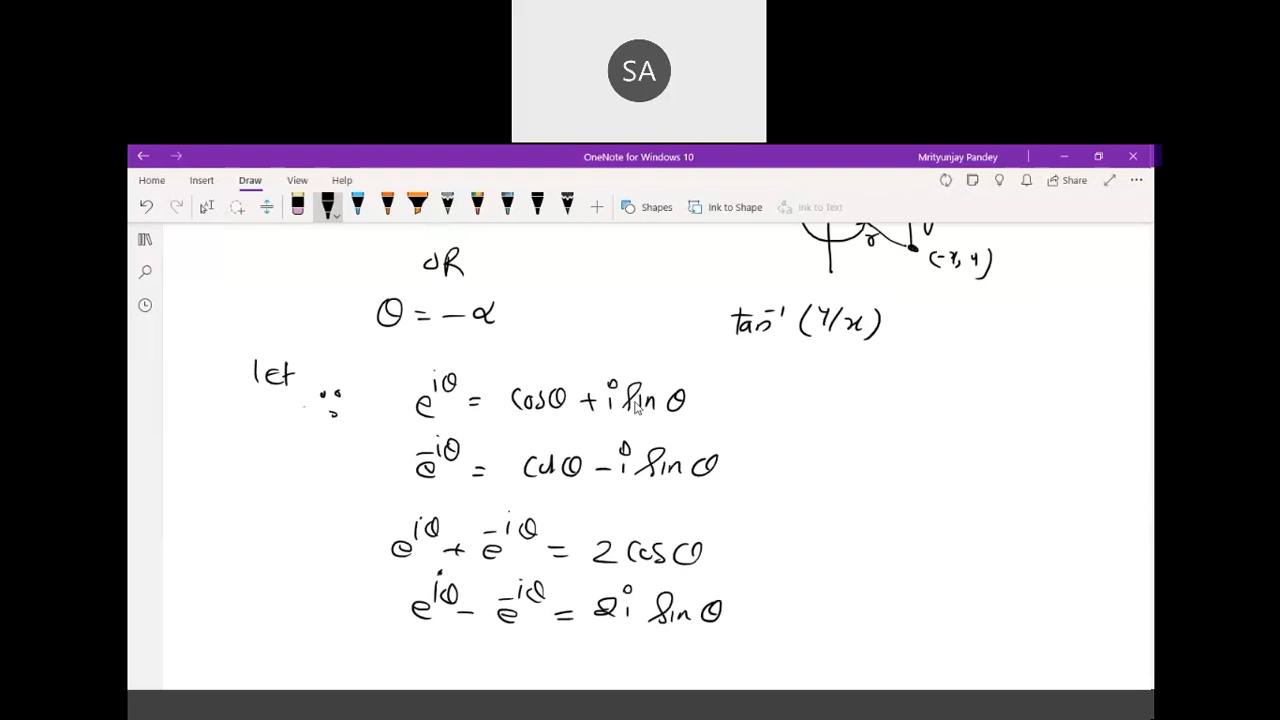 SA
OneNote for Windows 10
Mrityunjay Pandey
Home Insert Draw View Help
Share
Shapes
Ink to Shape
Ink to Text
(-x, y)
OR
θ = -α
tan⁻¹ (y/x)
let
∵ e^{iθ} = cosθ + i sin θ
e^{-iθ} = cosθ - i sin θ
e^{iθ} + e^{-iθ} = 2 cosθ
e^{iθ} - e^{-iθ} = 2i sin θ